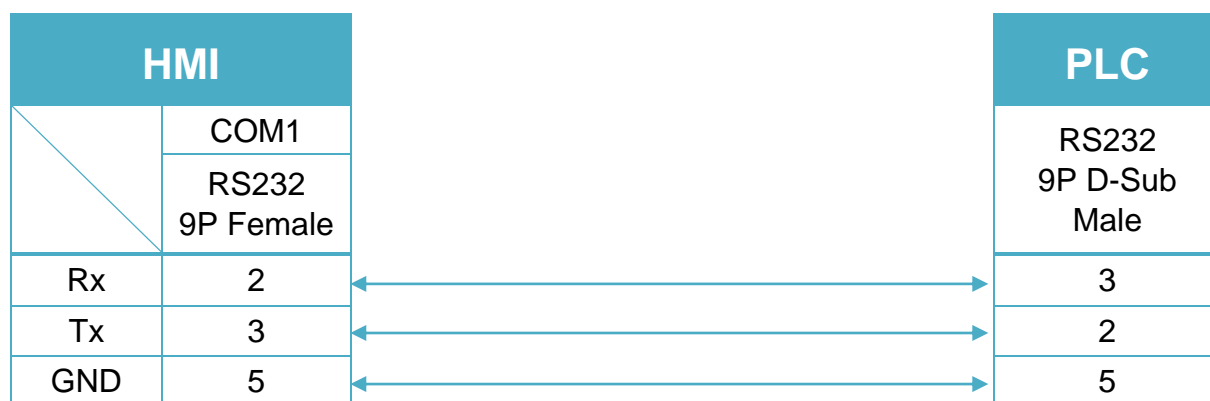 HMI
PLC
COM1
RS232
9P Female
RS232
9P D-Sub
Male
Rx 2 3
Tx 3 2
GND 5 5